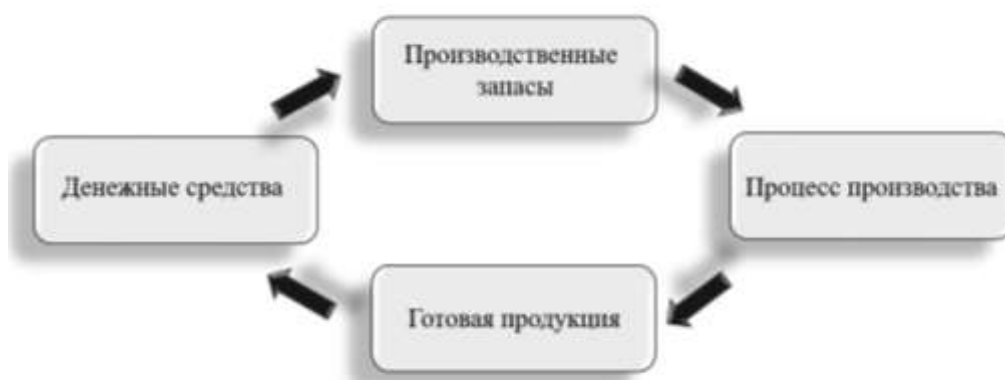 Производственные
запасы
Денежные средства
Процесс производства
Готовая продукция